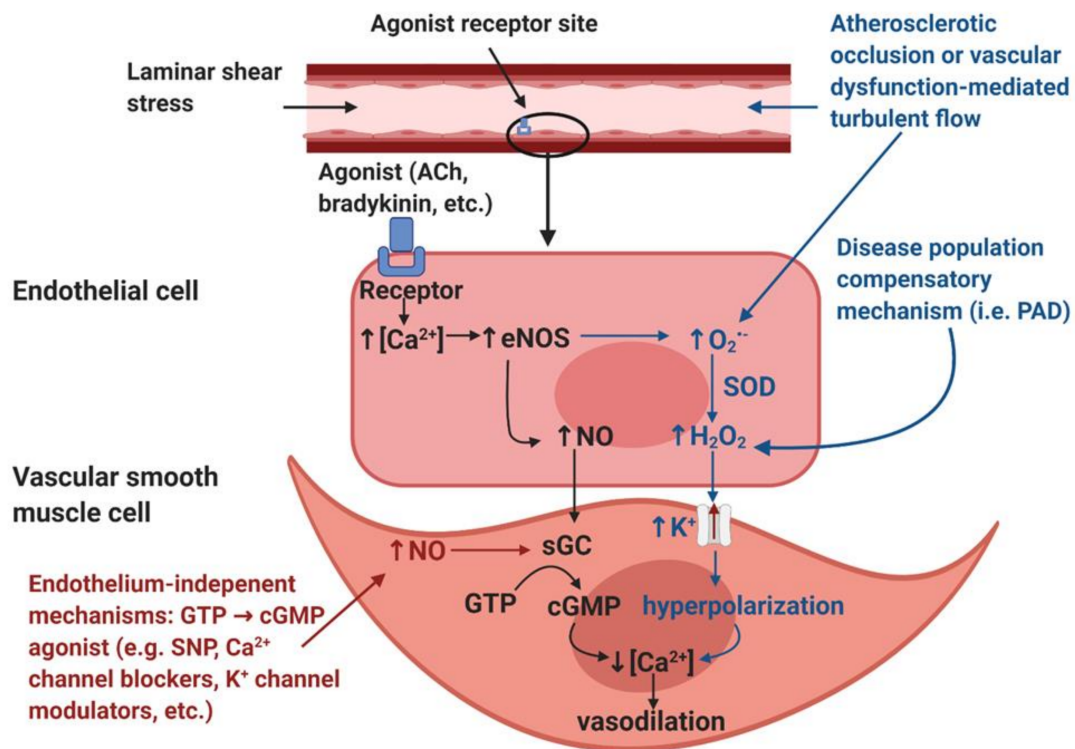 Agonist receptor site
Laminar shear
stress
Atherosclerotic
occlusion or vascular
dysfunction-mediated
turbulent flow
Agonist (ACh,
bradykinin, etc.)
Disease population
compensatory
mechanism (i.e. PAD)
Endothelial cell
Receptor
↑[Ca²⁺]
↑eNOS
↑O₂•-
SOD
↑NO
↑H₂O₂
Vascular smooth
muscle cell
↑K⁺
↑NO
sGC
GTP
cGMP
hyperpolarization
Endothelium-indepenent
mechanisms: GTP → cGMP
agonist (e.g. SNP, Ca²⁺
channel blockers, K⁺ channel
modulators, etc.)
↓[Ca²⁺]
vasodilation